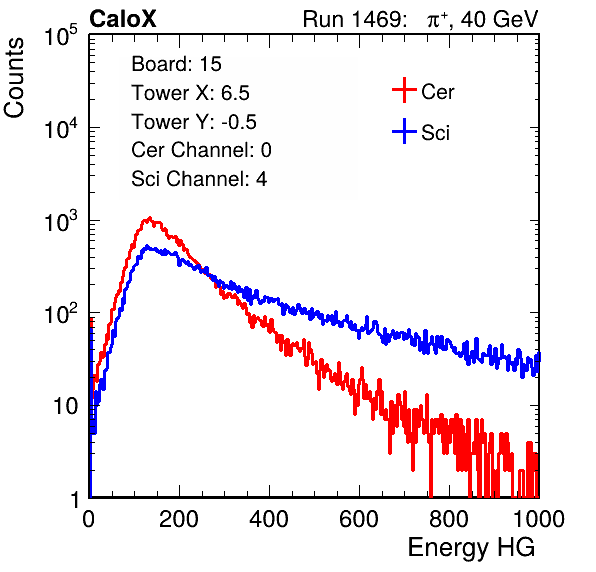 CaloX Run 1469: π⁺, 40 GeV
Counts
10⁵
10⁴
10³
10²
10
1
Board: 15
Tower X: 6.5
Tower Y: -0.5
Cer Channel: 0
Sci Channel: 4
Cer
Sci
0 200 400 600 800 1000
Energy HG